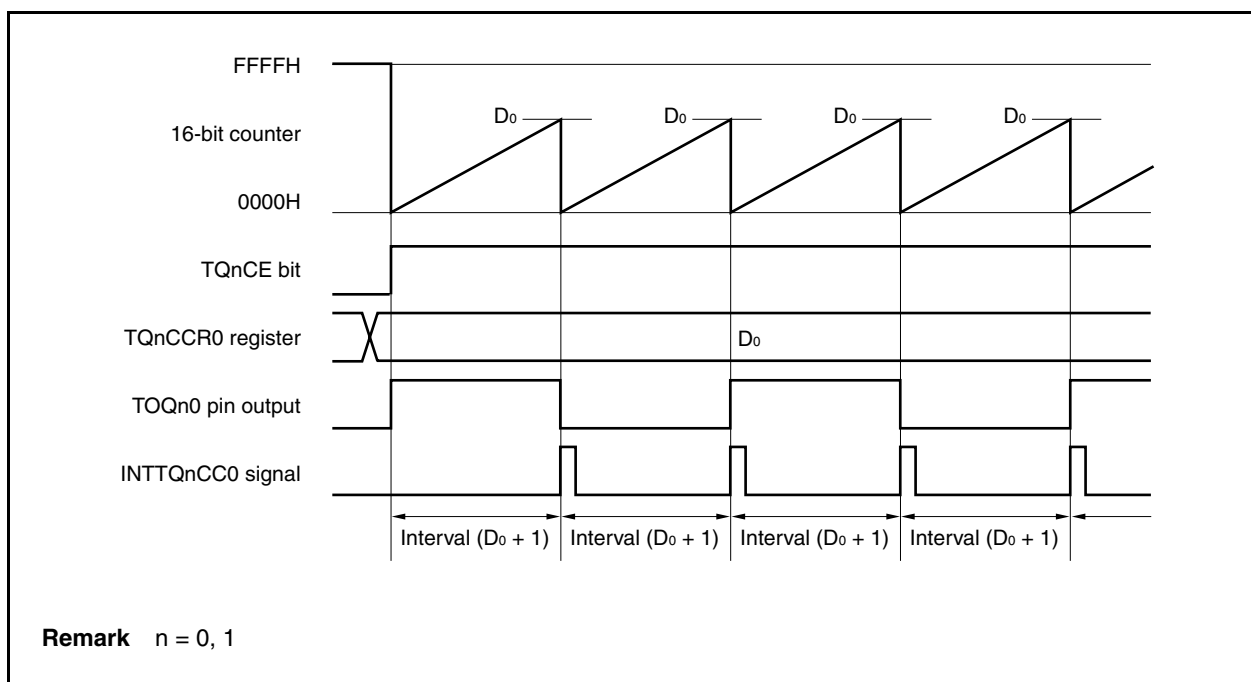 FFFFH
D0 D0 D0 D0
16-bit counter
0000H
TQnCE bit
TQnCCR0 register
D0
TOQn0 pin output
INTTQnCC0 signal
Interval (D0 + 1) Interval (D0 + 1) Interval (D0 + 1) Interval (D0 + 1)
Remark n = 0, 1